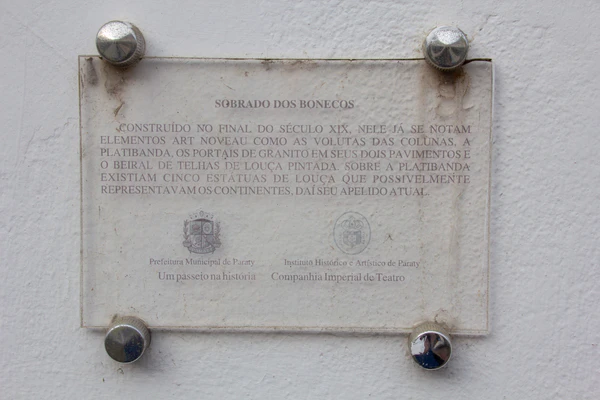 SOBRADO DOS BONECOS
CONSTRUÍDO NO FINAL DO SÉCULO XIX, NELE JÁ SE NOTAM
ELEMENTOS ART NOVEAU COMO AS VOLUTAS DAS COLUNAS, A
PLATIBANDA, OS PORTAIS DE GRANITO EM SEUS DOIS PAVIMENTOS E
O BEIRAL DE TELHAS DE LOUÇA PINTADA. SOBRE A PLATIBANDA
EXISTIAM CINCO ESTATUAS DE LOUÇA QUE POSSIVELMENTE
REPRESENTAVAM OS CONTINENTES, DAÍ SEU APELIDO ATUAL.
Prefeitura Municipal de Paraty Instituto Histórico e Artístico de Paraty
Um passeio na história Companhia Imperial de Teatro